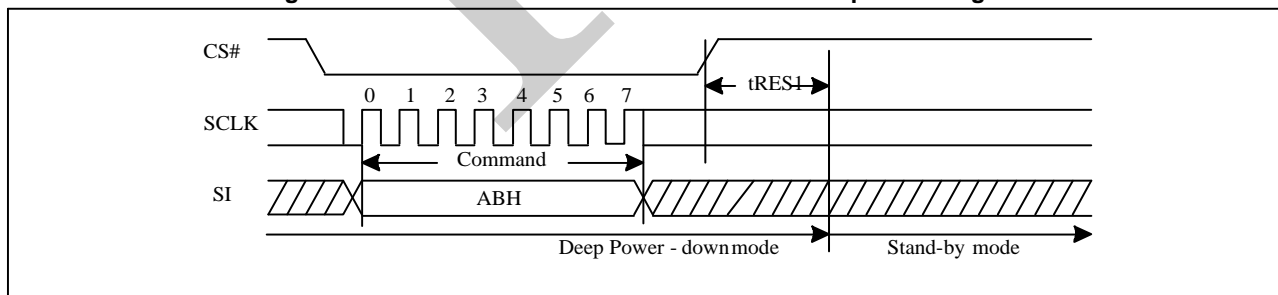 CS#
tRES1
0 1 2 3 4 5 6 7
SCLK
Command
SI
ABH
Deep Power - down mode
Stand-by mode